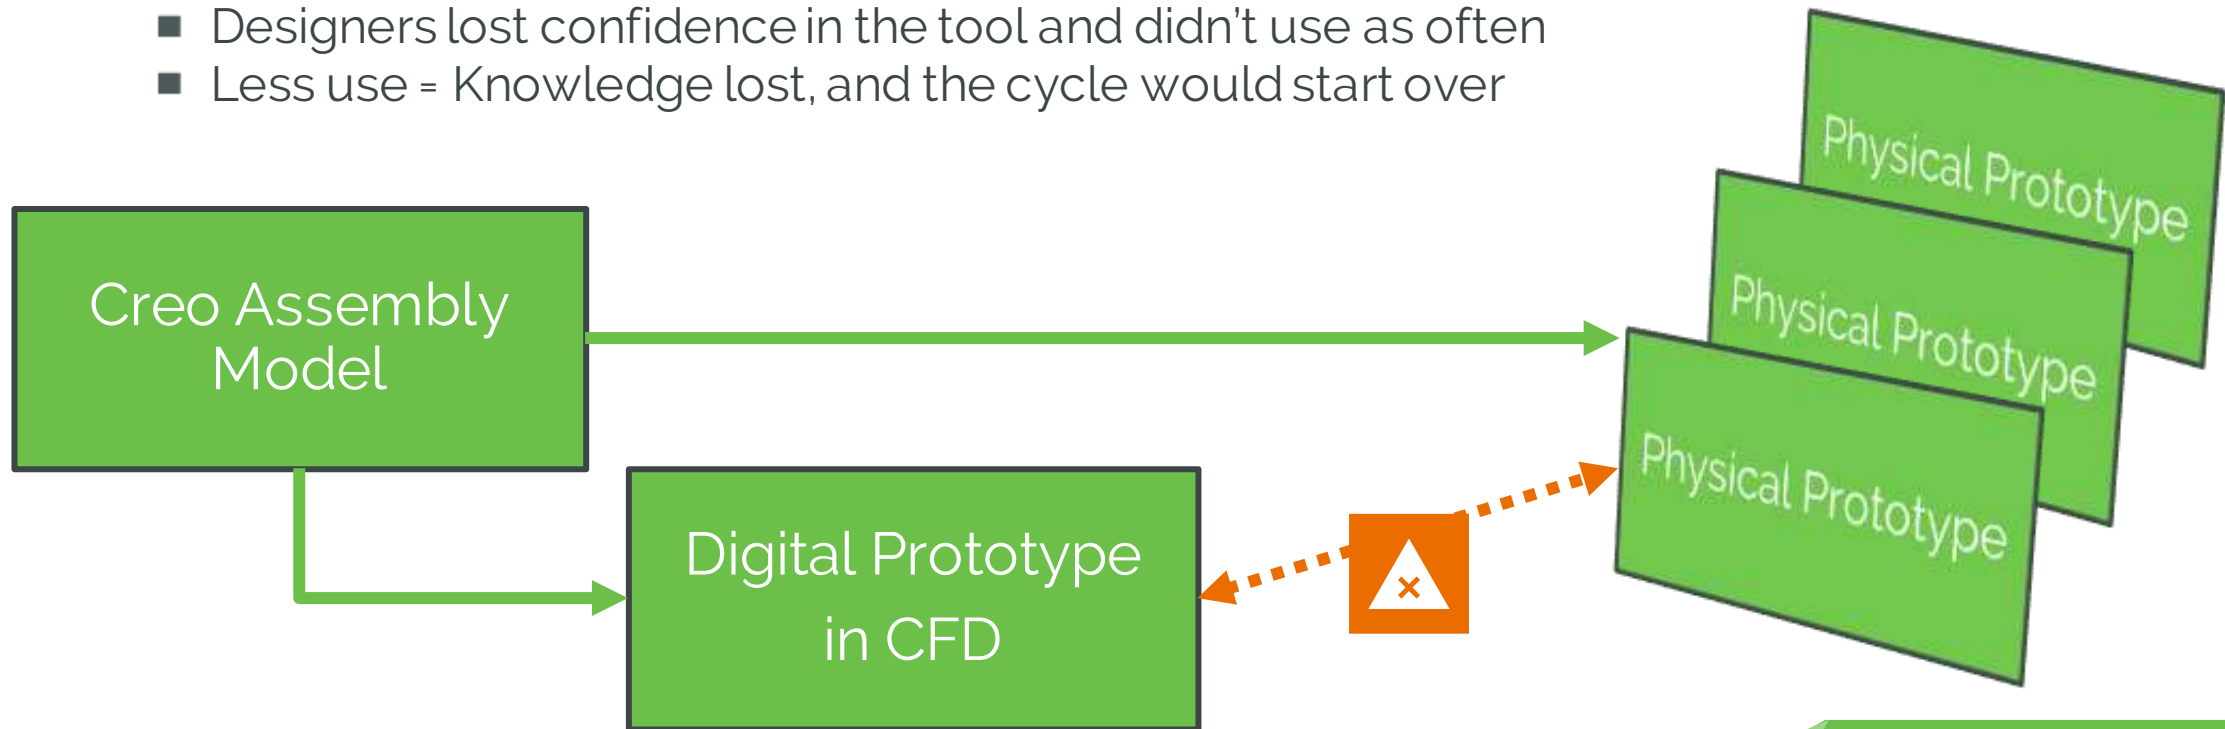 ■ Designers lost confidence in the tool and didn't use as often
■ Less use = Knowledge lost, and the cycle would start over
Physical Prototype
Physical Prototype
Physical Prototype
Creo Assembly
Model
Digital Prototype
in CFD